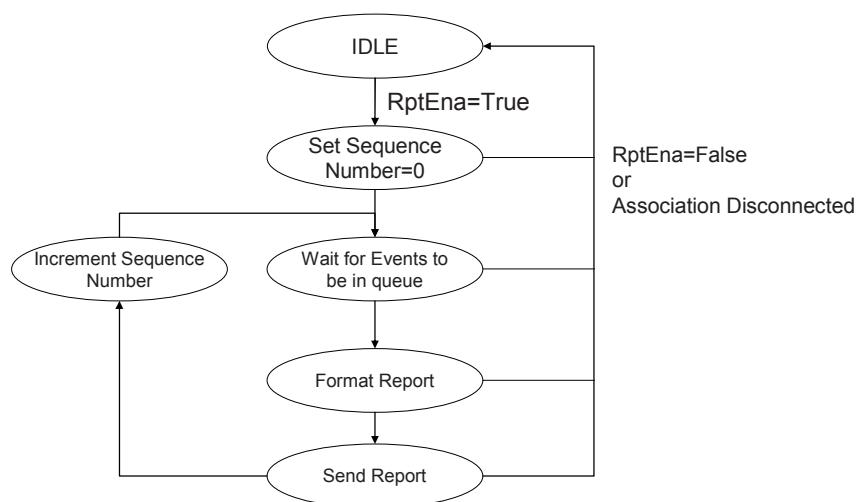 IDLE
RptEna=True
Set Sequence
Number=0
RptEna=False
or
Association Disconnected
Increment Sequence
Number
Wait for Events to
be in queue
Format Report
Send Report